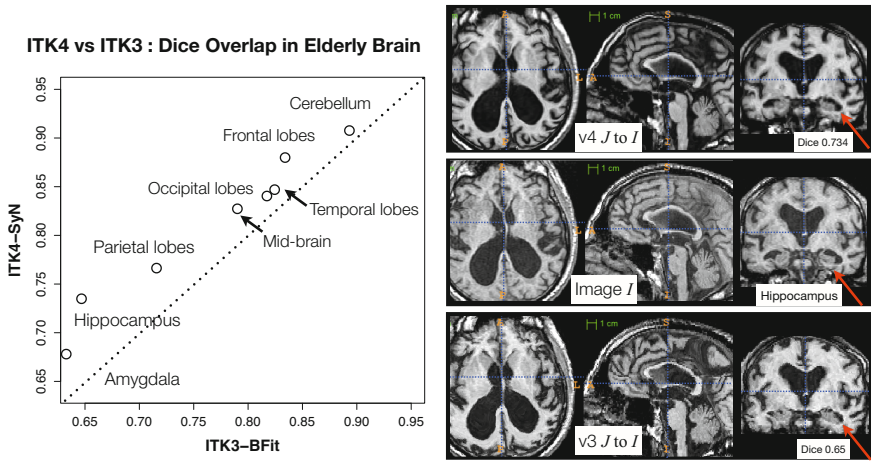 ITK4 vs ITK3 : Dice Overlap in Elderly Brain
ITK4–SyN
0.95
0.90
0.85
0.80
0.75
0.70
0.65
Cerebellum
Frontal lobes
Occipital lobes
Temporal lobes
Mid-brain
Parietal lobes
Hippocampus
Amygdala
0.65 0.70 0.75 0.80 0.85 0.90 0.95
ITK3–BFit
A 1 cm S
L A
P I
v4 J to I
Dice 0.734
1 cm S
L A
P I
Image I
Hippocampus
1 cm S
L A
P I
v3 J to I
Dice 0.65